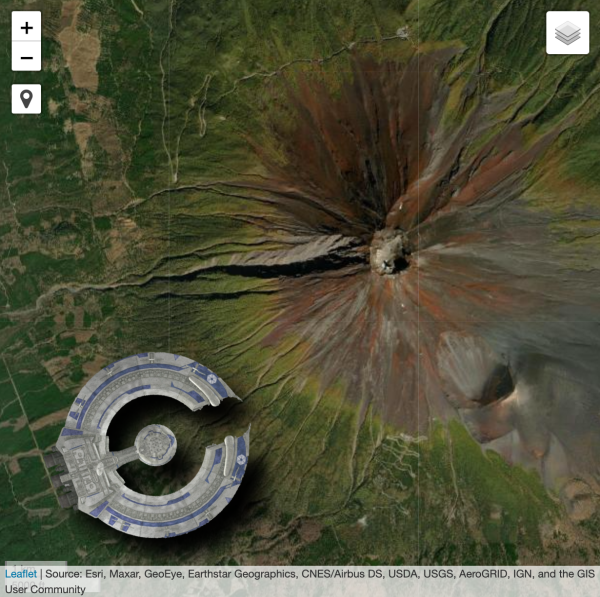 +
−
Leaflet | Source: Esri, Maxar, GeoEye, Earthstar Geographics, CNES/Airbus DS, USDA, USGS, AeroGRID, IGN, and the GIS
User Community